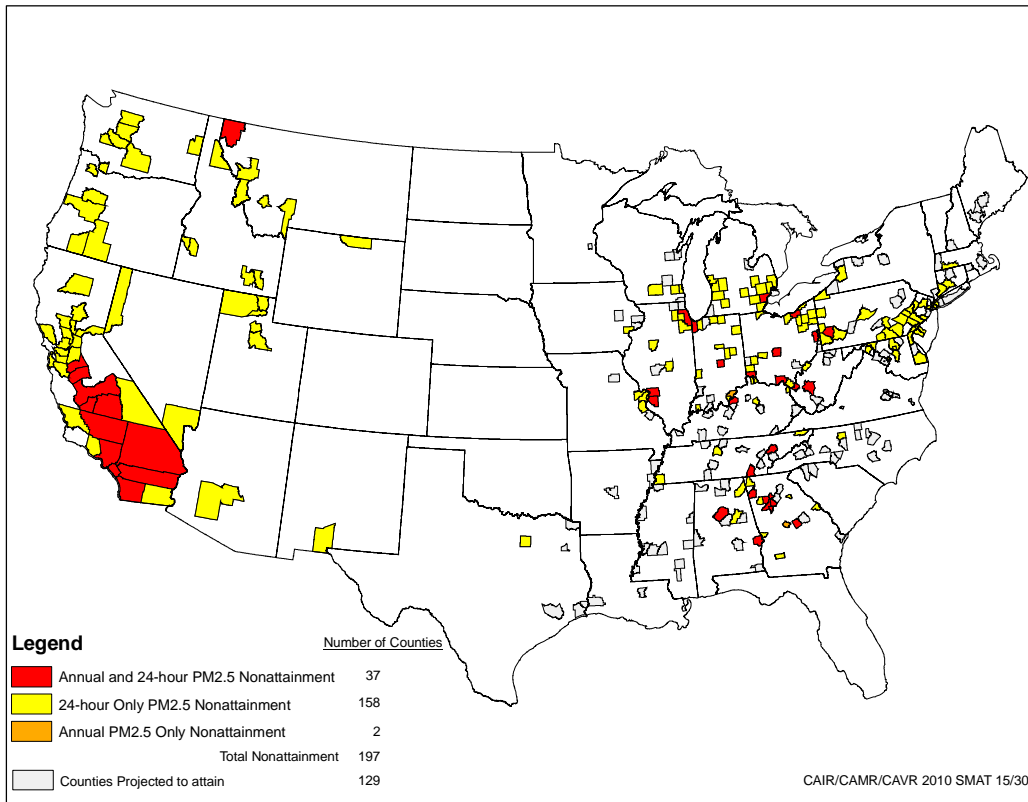 Legend
Number of Counties
Annual and 24-hour PM2.5 Nonattainment 37
24-hour Only PM2.5 Nonattainment 158
Annual PM2.5 Only Nonattainment 2
Total Nonattainment 197
Counties Projected to attain 129
CAIR/CAMR/CAVR 2010 SMAT 15/30